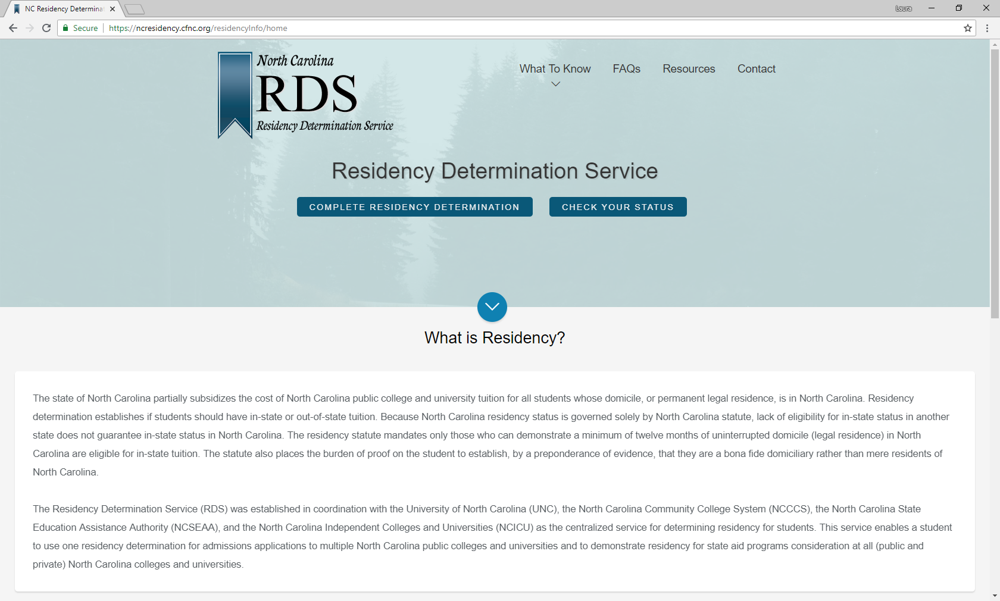 NC Residency Determinat
Laura
Secure
https://ncresidency.cfnc.org/residencyInfo/home
North Carolina
RDS
Residency Determination Service
What To Know
FAQs
Resources
Contact
Residency Determination Service
COMPLETE RESIDENCY DETERMINATION
CHECK YOUR STATUS
What is Residency?
The state of North Carolina partially subsidizes the cost of North Carolina public college and university tuition for all students whose domicile, or permanent legal residence, is in North Carolina. Residency
determination establishes if students should have in-state or out-of-state tuition. Because North Carolina residency status is governed solely by North Carolina statute, lack of eligibility for in-state status in another
state does not guarantee in-state status in North Carolina. The residency statute mandates only those who can demonstrate a minimum of twelve months of uninterrupted domicile (legal residence) in North
Carolina are eligible for in-state tuition. The statute also places the burden of proof on the student to establish, by a preponderance of evidence, that they are a bona fide domiciliary rather than mere residents of
North Carolina.
The Residency Determination Service (RDS) was established in coordination with the University of North Carolina (UNC), the North Carolina Community College System (NCCCS), the North Carolina State
Education Assistance Authority (NCSEAA), and the North Carolina Independent Colleges and Universities (NCICU) as the centralized service for determining residency for students. This service enables a student
to use one residency determination for admissions applications to multiple North Carolina public colleges and universities and to demonstrate residency for state aid programs consideration at all (public and
private) North Carolina colleges and universities.